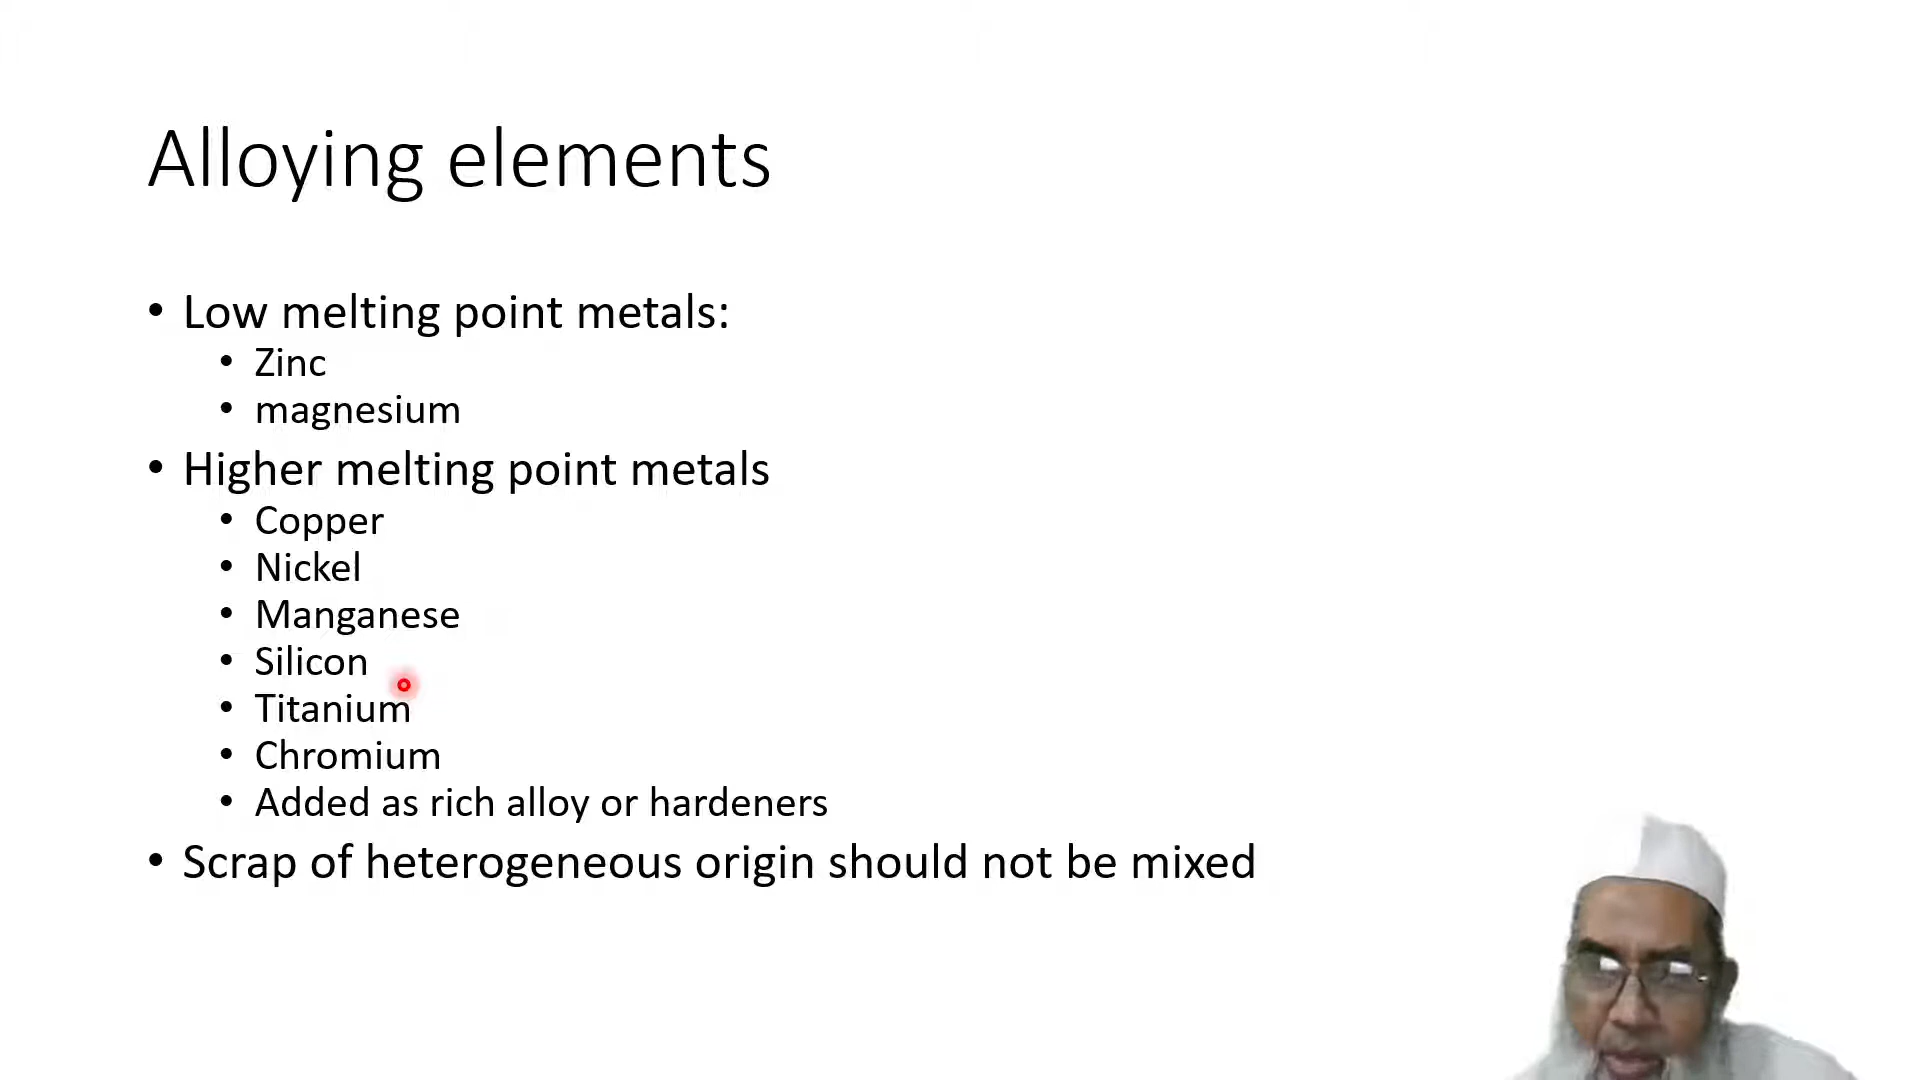 Alloying elements
• Low melting point metals:
• Zinc
• magnesium
• Higher melting point metals
• Copper
• Nickel
• Manganese
• Silicon
• Titanium
• Chromium
• Added as rich alloy or hardeners
• Scrap of heterogeneous origin should not be mixed